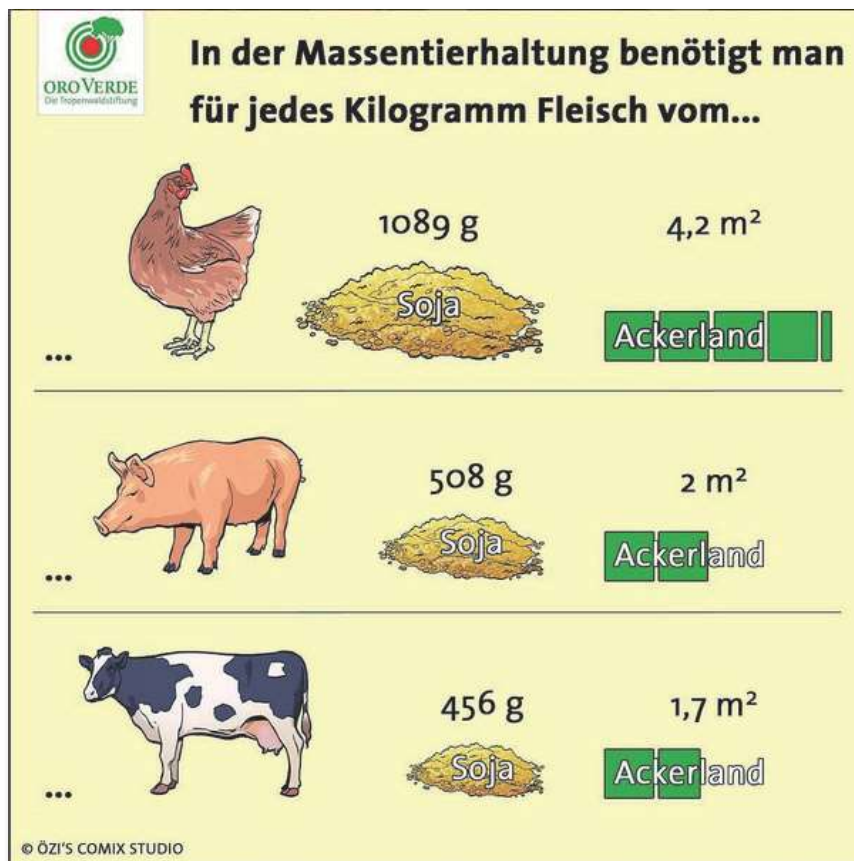 OROVERDE
Die Tropenwaldstiftung
In der Massentierhaltung benötigt man
für jedes Kilogramm Fleisch vom...
...
1089 g
Soja
4,2 m²
Ackerland
...
508 g
Soja
2 m²
Ackerland
...
456 g
Soja
1,7 m²
Ackerland
© ÖZI'S COMIX STUDIO